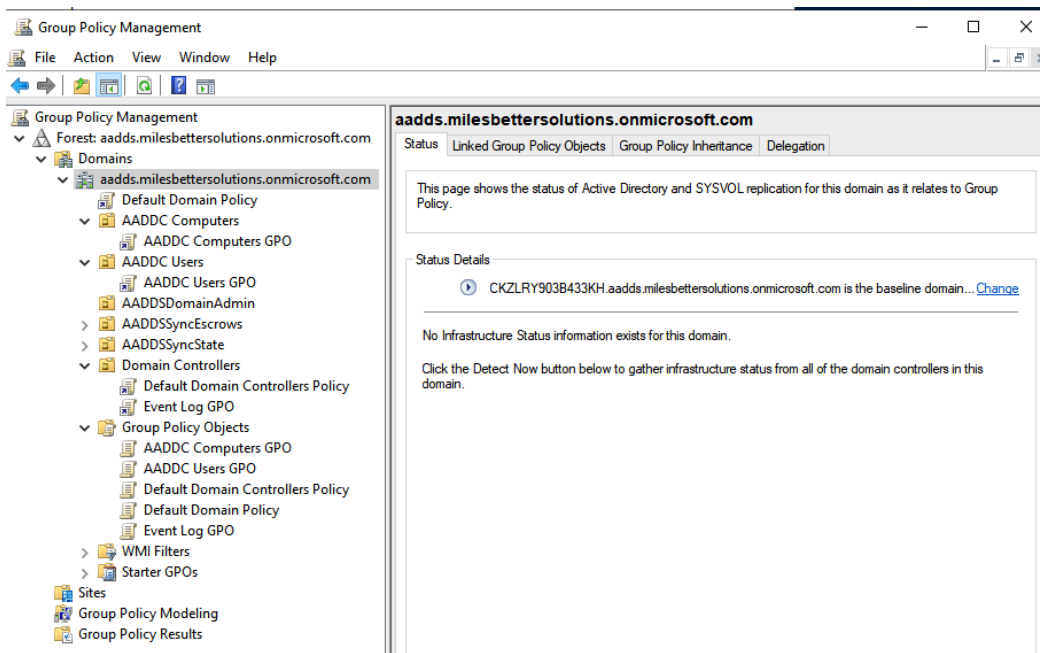 Group Policy Management
File Action View Window Help
Group Policy Management
Forest: aadds.milesbettersolutions.onmicrosoft.com
Domains
aadds.milesbettersolutions.onmicrosoft.com
Default Domain Policy
AADDC Computers
AADDC Computers GPO
AADDC Users
AADDC Users GPO
AADDSDomainAdmin
AADDSSyncEscrows
AADDSSyncState
Domain Controllers
Default Domain Controllers Policy
Event Log GPO
Group Policy Objects
AADDC Computers GPO
AADDC Users GPO
Default Domain Controllers Policy
Default Domain Policy
Event Log GPO
WMI Filters
Starter GPOs
Sites
Group Policy Modeling
Group Policy Results
aadds.milesbettersolutions.onmicrosoft.com
Status Linked Group Policy Objects Group Policy Inheritance Delegation
This page shows the status of Active Directory and SYSVOL replication for this domain as it relates to Group
Policy.
Status Details
CKZLRY903B433KH.aadds.milesbettersolutions.onmicrosoft.com is the baseline domain... Change
No Infrastructure Status information exists for this domain.
Click the Detect Now button below to gather infrastructure status from all of the domain controllers in this
domain.